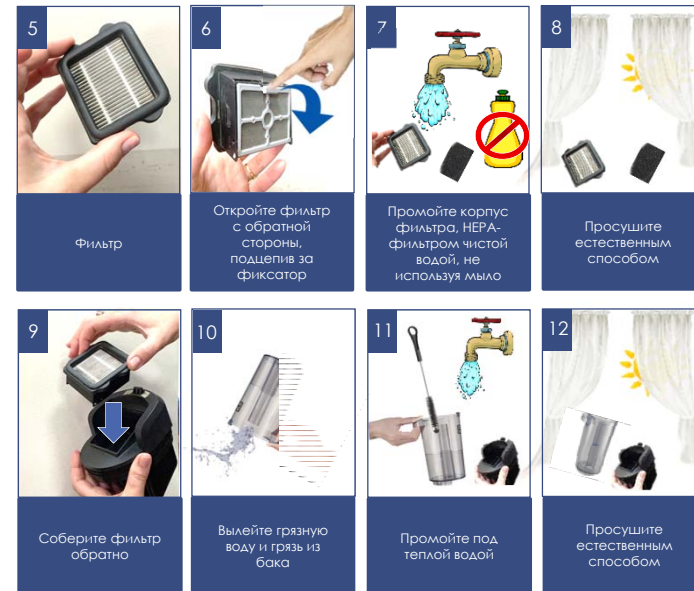 5
6
7
8
Фильтр
Откройте фильтр
с обратной
стороны,
подцепив за
фиксатор
Промойте корпус
фильтра, НЕРА-
фильтром чистой
водой, не
используя мыло
Просушите
естественным
способом
9
10
11
12
Соберите фильтр
обратно
Вылейте грязную
воду и грязь из
бака
Промойте под
теплой водой
Просушите
естественным
способом